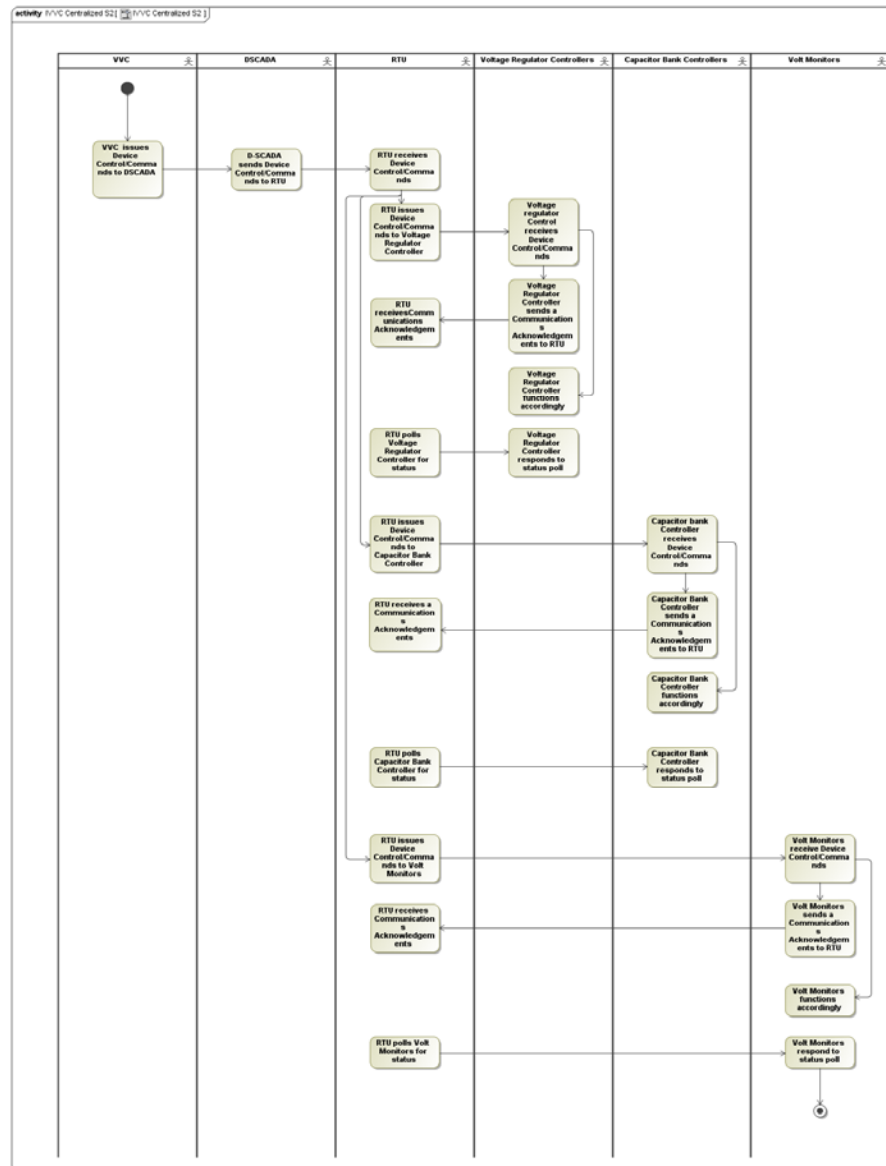 activity IVVC Centralized S2 [ IVVC Centralized S2 ]
VVC
DSCADA
RTU
Voltage Regulator Controllers
Capacitor Bank Controllers
Volt Monitors
VVC issues
Device
Control/Comma
nds to DSCADA
D-SCADA
sends Device
Control/Comma
nds to RTU
RTU receives
Device
Control/Comma
nds
RTU issues
Device
Control/Comma
nds to Voltage
Regulator
Controller
Voltage
regulator
Control
receives
Device
Control/Comma
nds
RTU
receivesComm
unications
Acknowledgem
ents
Voltage
Regulator
Controller
sends a
Communication
s
Acknowledgem
ents to RTU
Voltage
Regulator
Controller
functions
accordingly
RTU polls
Voltage
Regulator
Controller for
status
Voltage
Regulator
Controller
responds to
status poll
RTU issues
Device
Control/Comma
nds to
Capacitor Bank
Controller
Capacitor bank
Controller
receives
Device
Control/Comma
nds
RTU receives a
Communication
s
Acknowledgem
ents
Capacitor Bank
Controller
sends a
Communication
s
Acknowledgem
ents to RTU
Capacitor Bank
Controller
functions
accordingly
RTU polls
Capacitor Bank
Controller for
status
Capacitor Bank
Controller
responds to
status poll
RTU issues
Device
Control/Comma
nds to Volt
Monitors
Volt Monitors
receive Device
Control/Comma
nds
RTU receives
Communication
s
Acknowledgem
ents
Volt Monitors
sends a
Communication
s
Acknowledgem
ents to RTU
Volt Monitors
functions
accordingly
RTU polls Volt
Monitors for
status
Volt Monitors
respond to
status poll